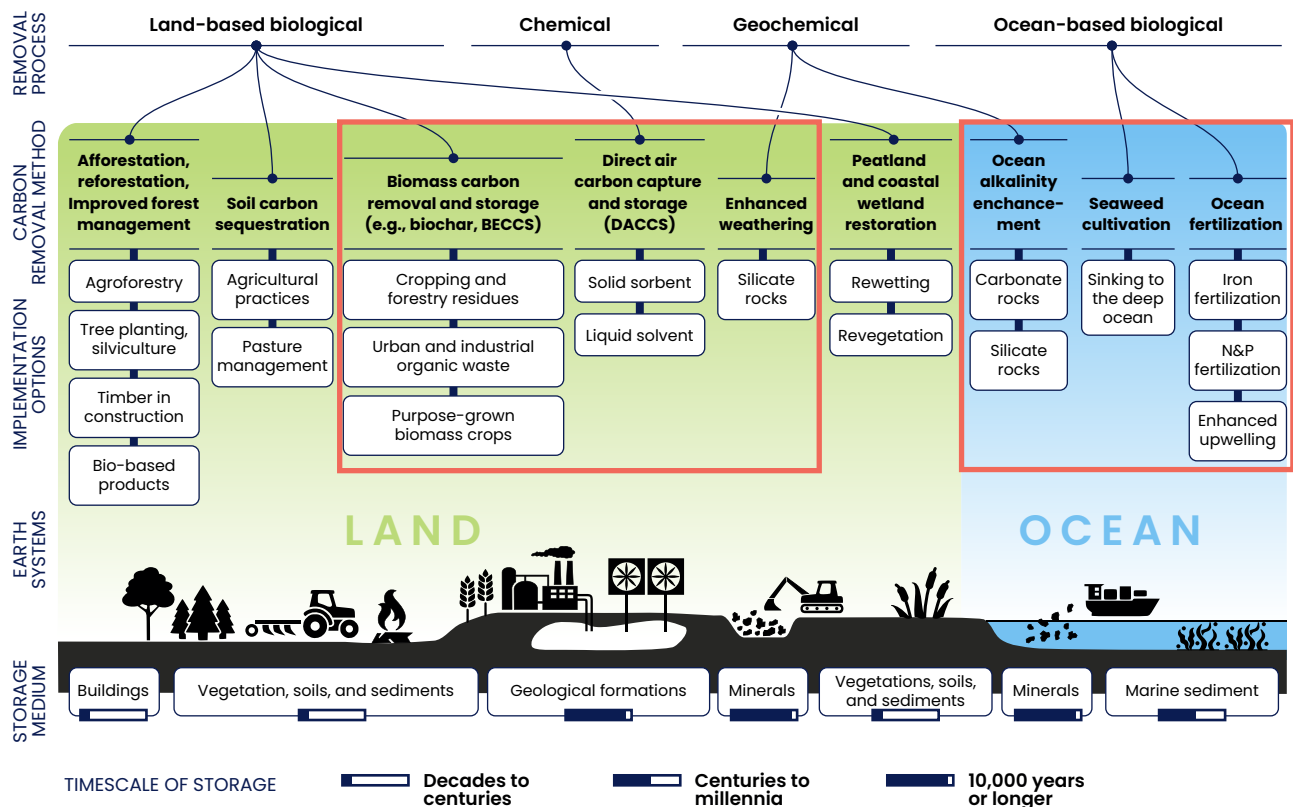 REMOVAL
PROCESS
Land-based biological
Chemical
Geochemical
Ocean-based biological
CARBON
REMOVAL METHOD
Afforestation,
reforestation,
Improved forest
management
Soil carbon
sequestration
Biomass carbon
removal and storage
(e.g., biochar, BECCS)
Direct air
carbon capture
and storage
(DACCS)
Enhanced
weathering
Peatland
and coastal
wetland
restoration
Ocean
alkalinity
enchance-
ment
Seaweed
cultivation
Ocean
fertilization
IMPLEMENTATION
OPTIONS
Agroforestry
Tree planting,
silviculture
Timber in
construction
Bio-based
products
Agricultural
practices
Pasture
management
Cropping and
forestry residues
Urban and industrial
organic waste
Purpose-grown
biomass crops
Solid sorbent
Liquid solvent
Silicate
rocks
Rewetting
Revegetation
Carbonate
rocks
Silicate
rocks
Sinking to
the deep
ocean
Iron
fertilization
N&P
fertilization
Enhanced
upwelling
EARTH
SYSTEMS
LAND
OCEAN
STORAGE
MEDIUM
Buildings
Vegetation, soils, and sediments
Geological formations
Minerals
Vegetations, soils,
and sediments
Minerals
Marine sediment
TIMESCALE OF STORAGE
Decades to
centuries
Centuries to
millennia
10,000 years
or longer